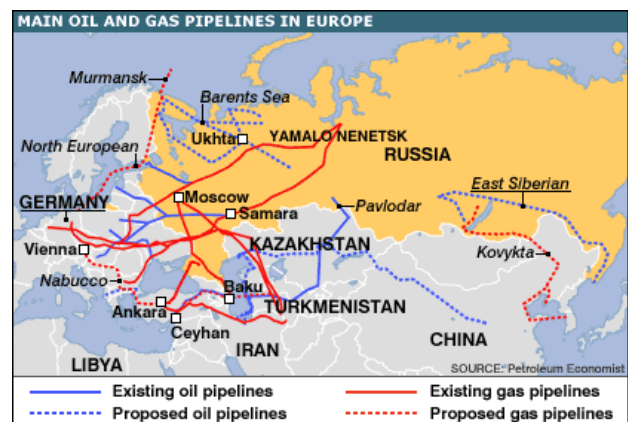 MAIN OIL AND GAS PIPELINES IN EUROPE
Murmansk
Barents Sea
Ukhta
YAMALO NENETSK
North European
RUSSIA
GERMANY
Moscow
East Siberian
Samara
Pavlodar
Vienna
KAZAKHSTAN
Kovykta
Nabucco
Baku
Ankara
TURKMENISTAN
Ceyhan
CHINA
IRAN
LIBYA
SOURCE: Petroleum Economist
Existing oil pipelines
Existing gas pipelines
Proposed oil pipelines
Proposed gas pipelines